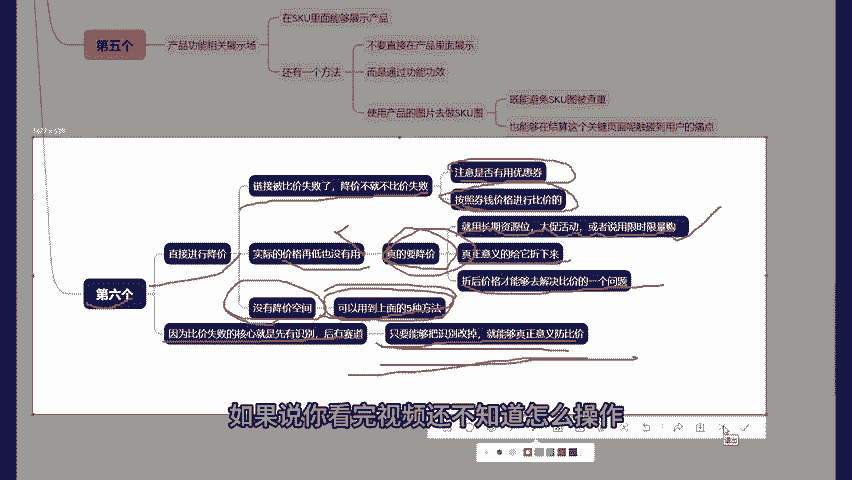 在SKU里面能够展示产品
第五个
产品功能相关展示场
不要直接在产品里面展示
还有一个方法
而是通过功能功效
使用产品的图片去做SKU图
既能避免SKU图被查重
也能够在结算这个关键页面呢触碰到用户的痛点
注意是否有用优惠券
链接被比价失败了，降价不就不比价失败
按照券钱价格进行比价的
就用长期资源位，大促活动，或者说用限时限量购
直接进行降价
实际的价格再低也没有用
真的要降价
真正意义的给它折下来
折后价格才能够去解决比价的一个问题
第六个
没有降价空间
可以用到上面的5种方法
因为比价失败的核心就是先有识别，后有赛道
只要能够把识别改掉，就能够真正意义防比价
如果说你看完视频还不知道怎么操作
退出